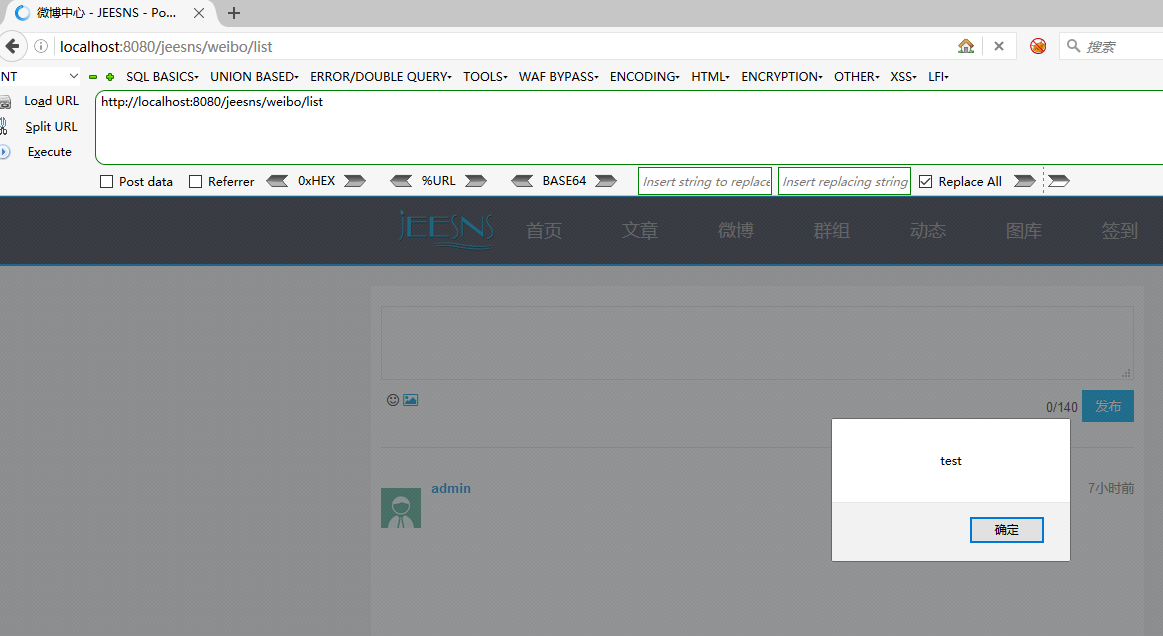 微博中心 - JEESNS - Po...
localhost:8080/jeesns/weibo/list
搜索
NT SQL BASICS UNION BASED ERROR/DOUBLE QUERY TOOLS WAF BYPASS ENCODING HTML ENCRYPTION OTHER XSS LFI
Load URL http://localhost:8080/jeesns/weibo/list
Split URL
Execute
Post data Referrer 0xHEX %URL BASE64 Insert string to replace Insert replacing string Replace All
JEESNS 首页 文章 微博 群组 动态 图库 签到
0/140 发布
test
admin 7小时前
确定